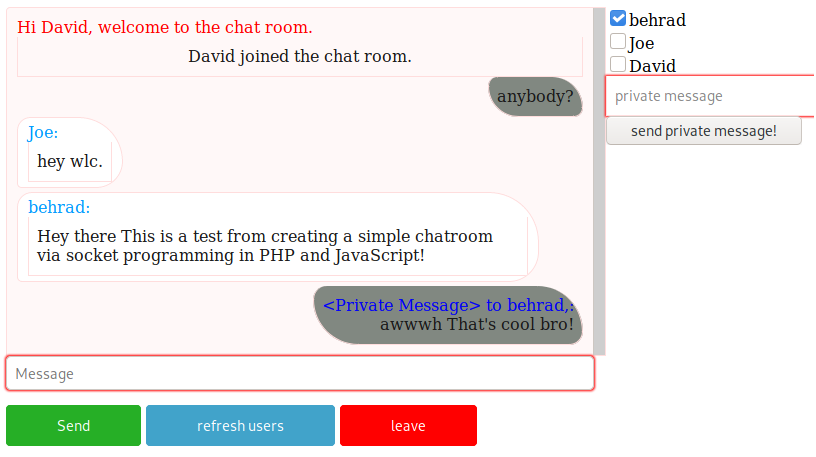 Hi David, welcome to the chat room.
David joined the chat room.
anybody?
Joe:
hey wlc.
behrad:
Hey there This is a test from creating a simple chatroom
via socket programming in PHP and JavaScript!
<Private Message> to behrad,:
awwwh That's cool bro!
Message
Send
refresh users
leave
behrad
Joe
David
private message
send private message!